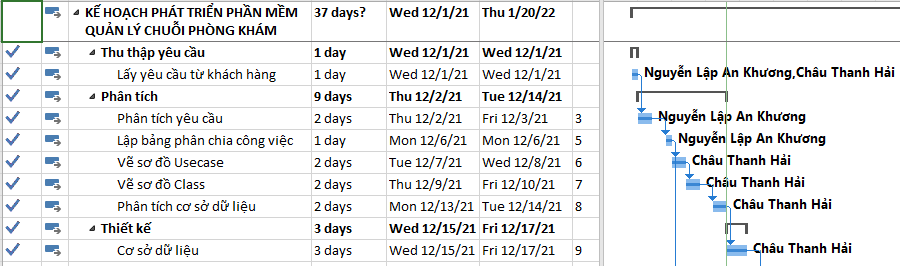 KẾ HOẠCH PHÁT TRIỂN PHẦN MỀM 37 days? Wed 12/1/21 Thu 1/20/22
QUẢN LÝ CHUỖI PHÒNG KHÁM
Thu thập yêu cầu 1 day Wed 12/1/21 Wed 12/1/21
Lấy yêu cầu từ khách hàng 1 day Wed 12/1/21 Wed 12/1/21 Nguyễn Lập An Khương,Châu Thanh Hải
Phân tích 9 days Thu 12/2/21 Tue 12/14/21
Phân tích yêu cầu 2 days Thu 12/2/21 Fri 12/3/21 3 Nguyễn Lập An Khương
Lập bảng phân chia công việc 1 day Mon 12/6/21 Mon 12/6/21 5 Nguyễn Lập An Khương
Vẽ sơ đồ Usecase 2 days Tue 12/7/21 Wed 12/8/21 6 Châu Thanh Hải
Vẽ sơ đồ Class 2 days Thu 12/9/21 Fri 12/10/21 7 Châu Thanh Hải
Phân tích cơ sở dữ liệu 2 days Mon 12/13/21 Tue 12/14/21 8 Châu Thanh Hải
Thiết kế 3 days Wed 12/15/21 Fri 12/17/21
Cơ sở dữ liệu 3 days Wed 12/15/21 Fri 12/17/21 9 Châu Thanh Hải